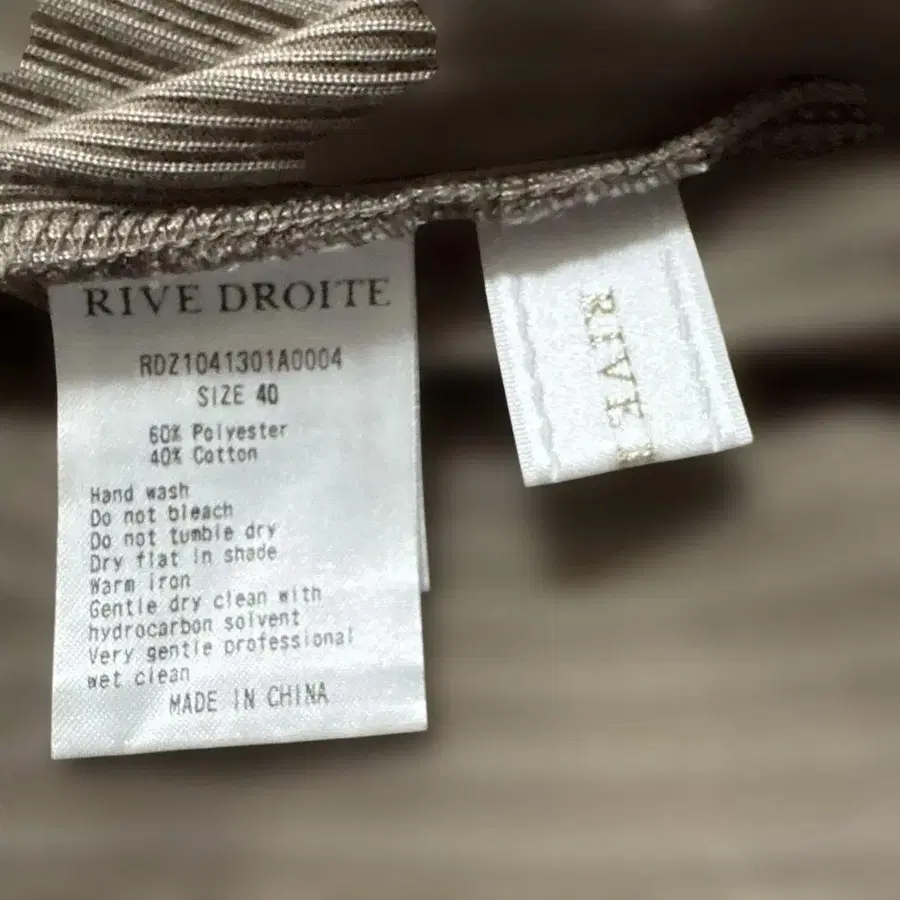 RIVE DROITE
RDZ1041301A0004
SIZE 40
60% Polyester
40% Cotton
Hand wash
Do not bleach
Do not tumble dry
Dry flat in shade
Warm iron
Gentle dry clean with
hydrocarbon solvent
Very gentle professional
wet clean
MADE IN CHINA
RIVE